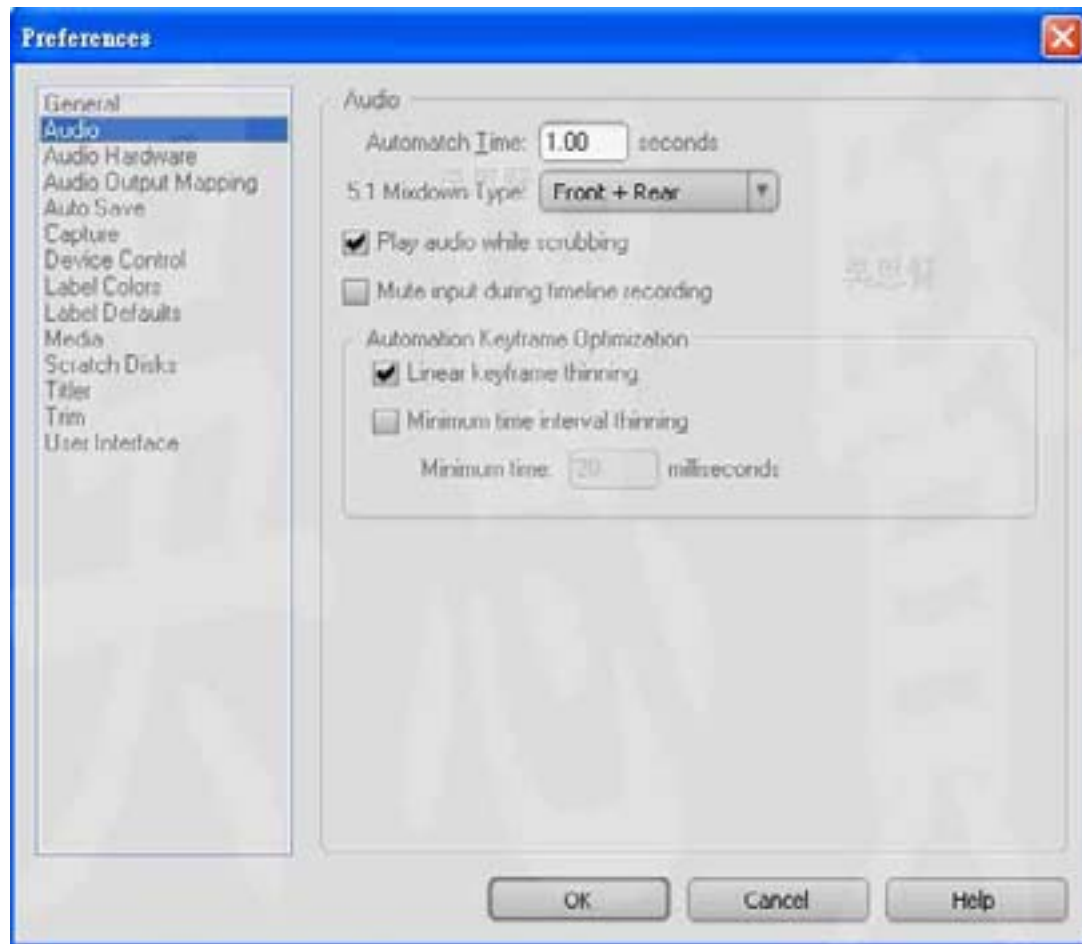 Preferences
General
Audio
Audio Hardware
Audio Output Mapping
Auto Save
Capture
Device Control
Label Colors
Label Defaults
Media
Scratch Disks
Titler
Trim
User Interface
Audio
Automatch Time: 1.00 seconds
5.1 Mixdown Type: Front + Rear
Play audio while scrubbing
Mute input during timeline recording
Automation Keyframe Optimization
Linear keyframe thinning
Minimum time interval thinning
Minimum time: 20 milliseconds
OK Cancel Help